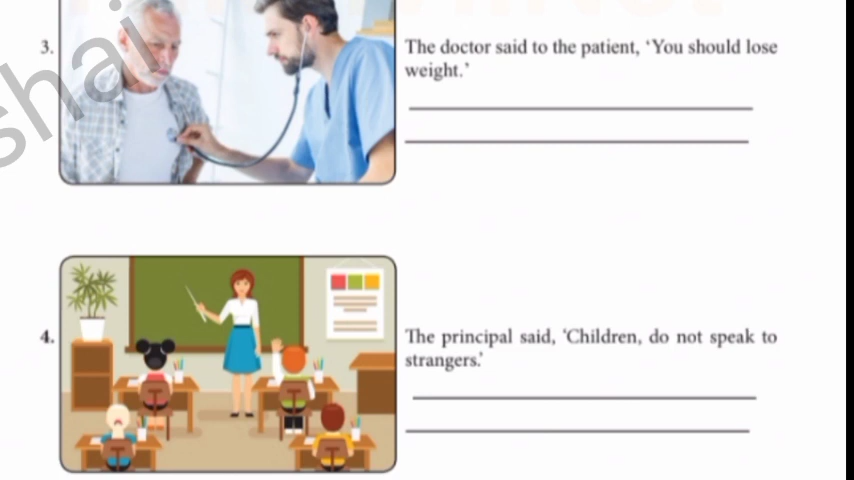 3.
The doctor said to the patient, ‘You should lose
weight.’
4.
The principal said, ‘Children, do not speak to
strangers.’